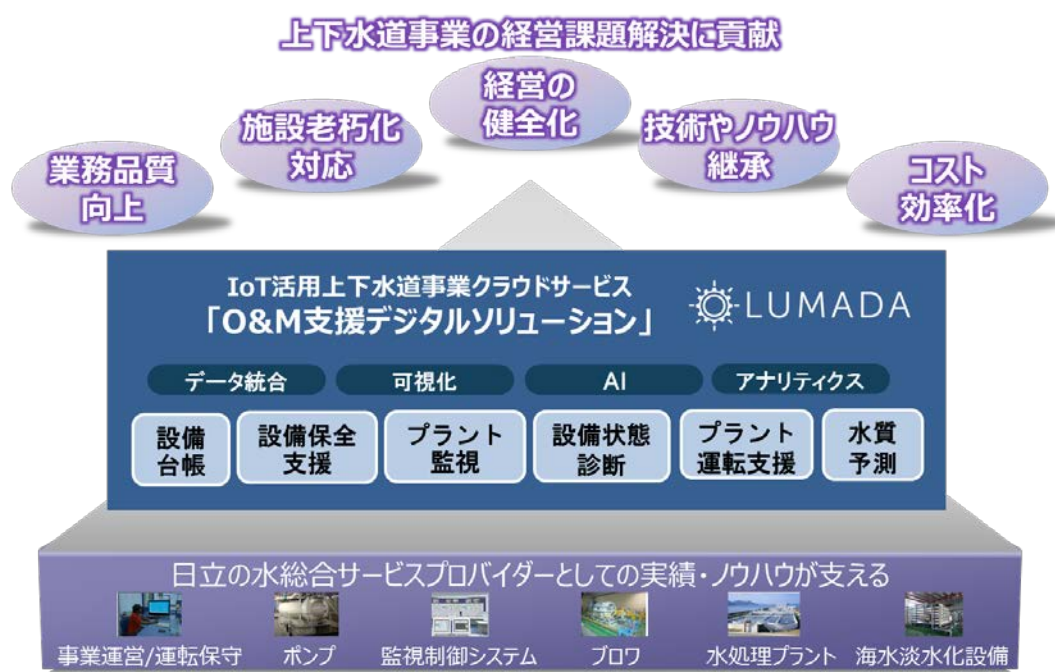 上下水道事業の経営課題解決に貢献
経営の
健全化
施設老朽化
対応
技術やノウハウ
継承
業務品質
向上
コスト
効率化
IoT活用上下水道事業クラウドサービス
「O&M支援デジタルソリューション」
LUMADA
データ統合
可視化
AI
アナリティクス
設備
台帳
設備保全
支援
プラント
監視
設備状態
診断
プラント
運転支援
水質
予測
日立の水総合サービスプロバイダーとしての実績・ノウハウが支える
事業運営/運転保守
ポンプ
監視制御システム
ブロワ
水処理プラント
海水淡水化設備